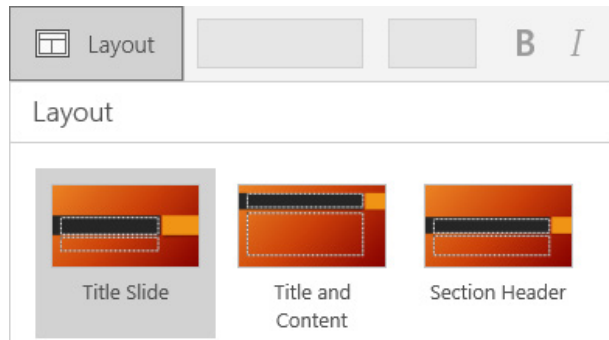 Layout B I
Layout
Title Slide Title and Section Header
Content